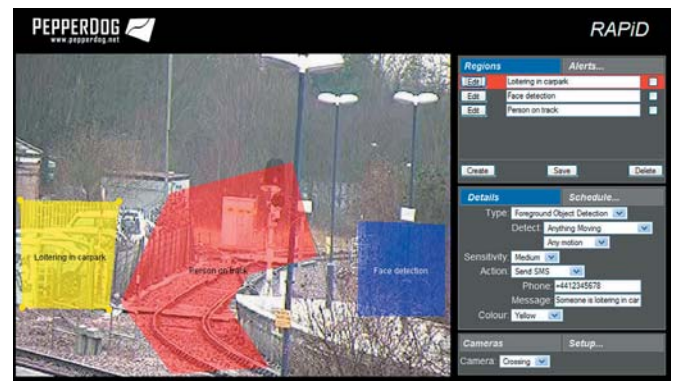 PEPPERDOG
www.pepperdog.net
RAPiD
Regions Alerts...
Edit Loitering in carpark
Edit Face detection
Edit Person on track
Create Save Delete
Loitering in carpark
Person on track
Face detection
Details Schedule...
Type: Foreground Object Detection
Detect: Anything Moving
Any motion
Sensitivity: Medium
Action: Send SMS
Phone: +4412345678
Message: Someone is loitering in car
Colour: Yellow
Cameras Setup...
Camera: Crossing